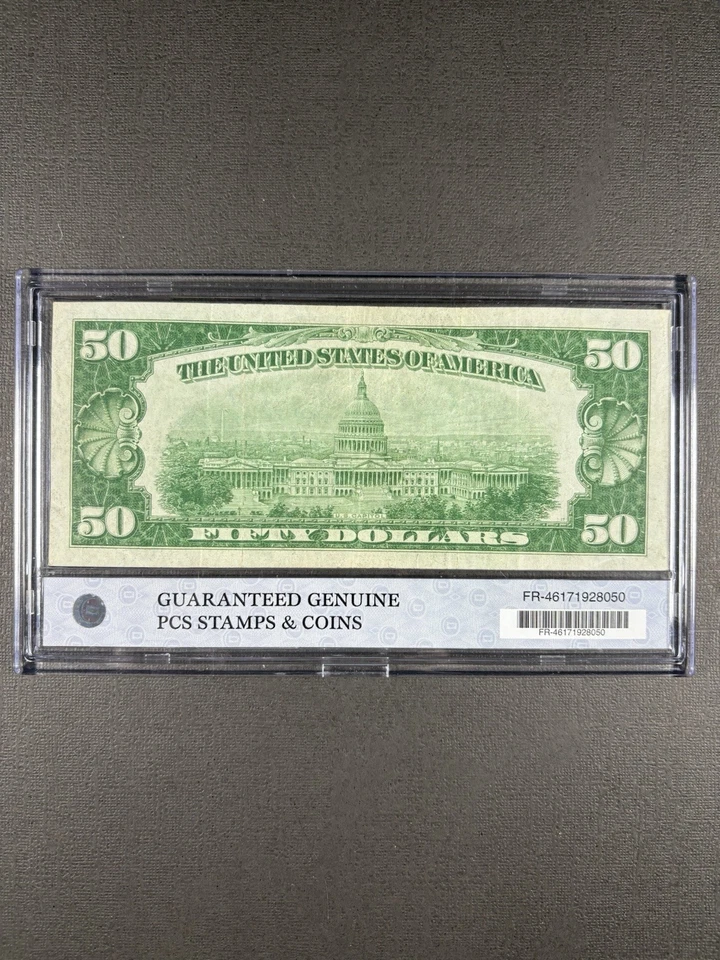 50 50
THE UNITED STATES OF AMERICA
U.S. CAPITOL
50 50
FIFTY DOLLARS
GUARANTEED GENUINE
PCS STAMPS & COINS
FR-46171928050
FR-46171928050